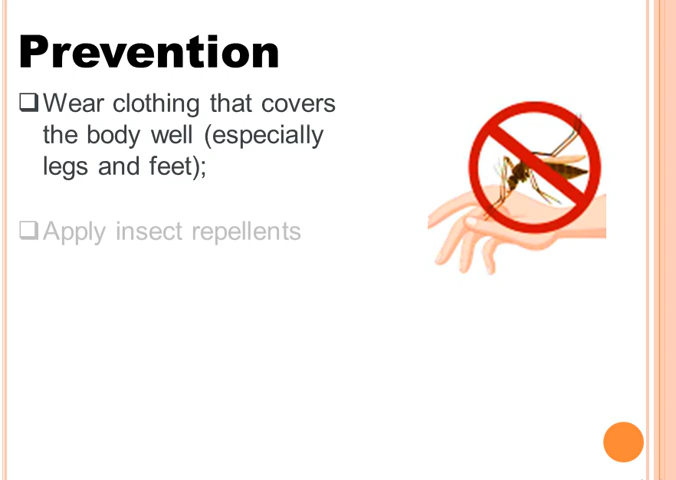 Prevention
❑Wear clothing that covers
the body well (especially
legs and feet);
❑Apply insect repellents